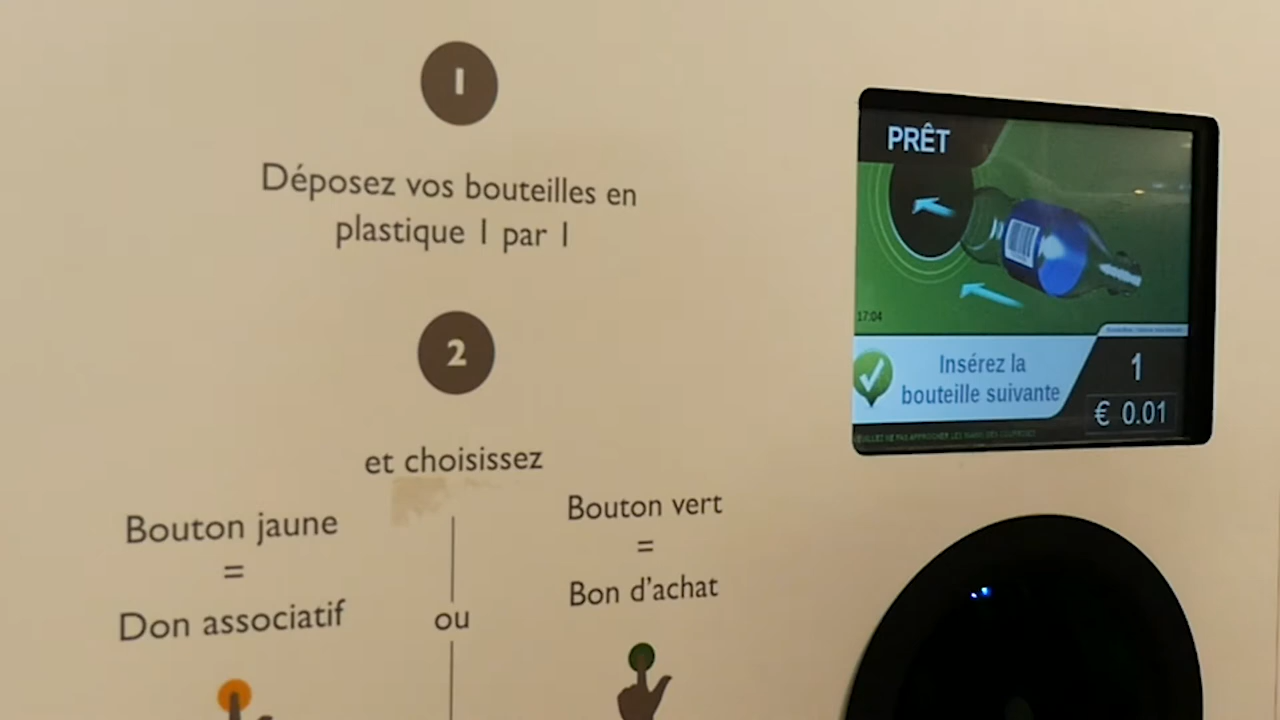 1
Déposez vos bouteilles en
plastique 1 par 1
2
et choisissez
Bouton jaune
=
Don associatif
ou
Bouton vert
=
Bon d'achat
PRÊT
17:04
Insérez la
bouteille suivante
1
€ 0.01